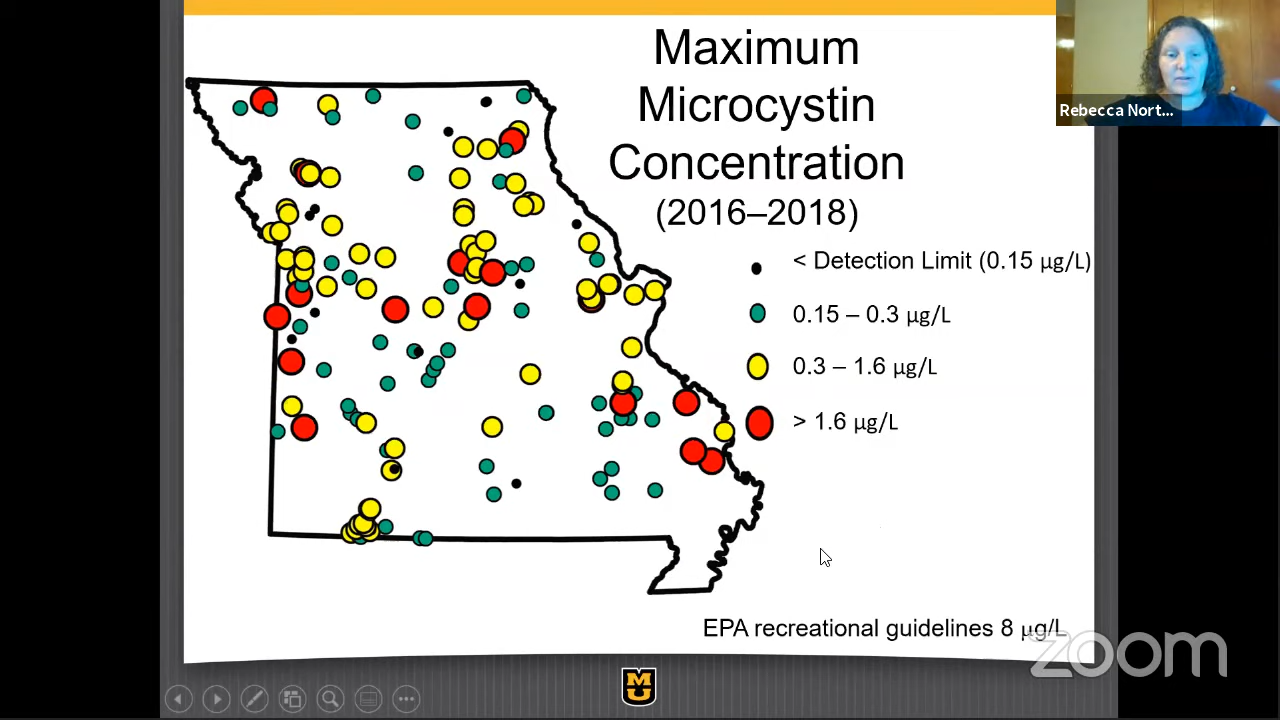 Maximum
Microcystin
Concentration
(2016–2018)
< Detection Limit (0.15 µg/L)
0.15 – 0.3 µg/L
0.3 – 1.6 µg/L
> 1.6 µg/L
EPA recreational guidelines 8 µg/L
Rebecca Nort...
zoom
MU